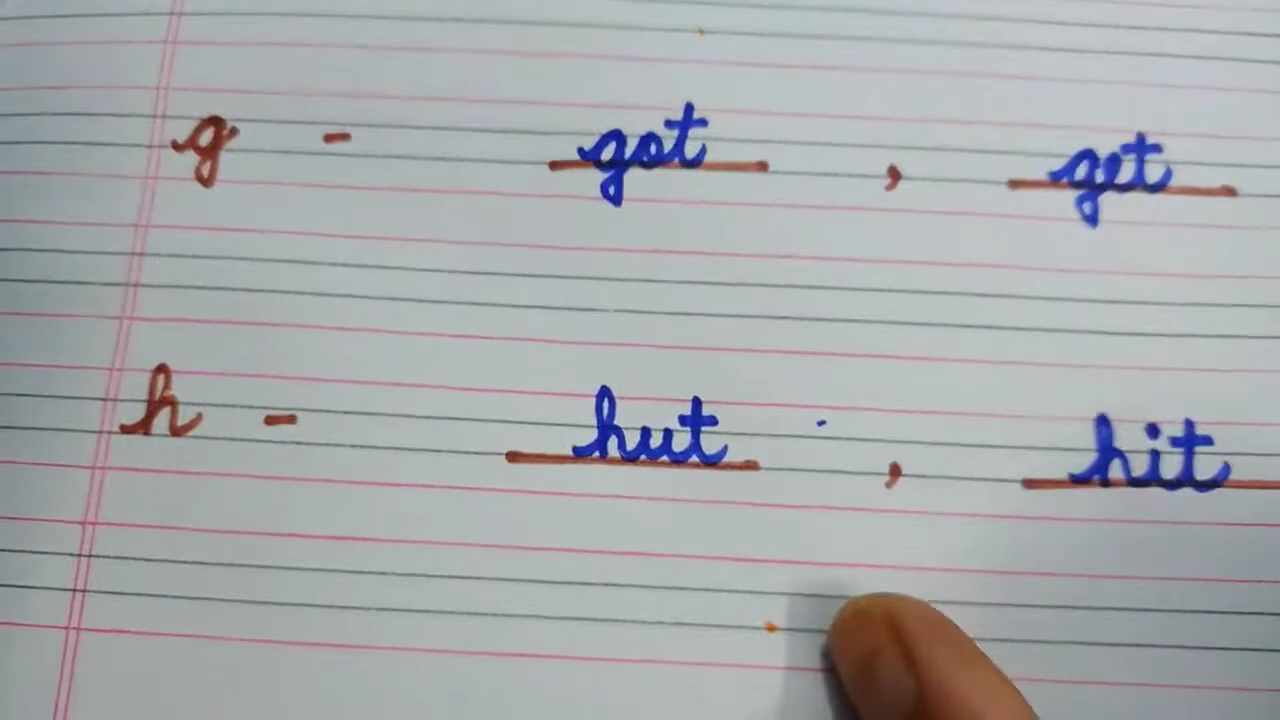 g - got , get
h - hut , hit